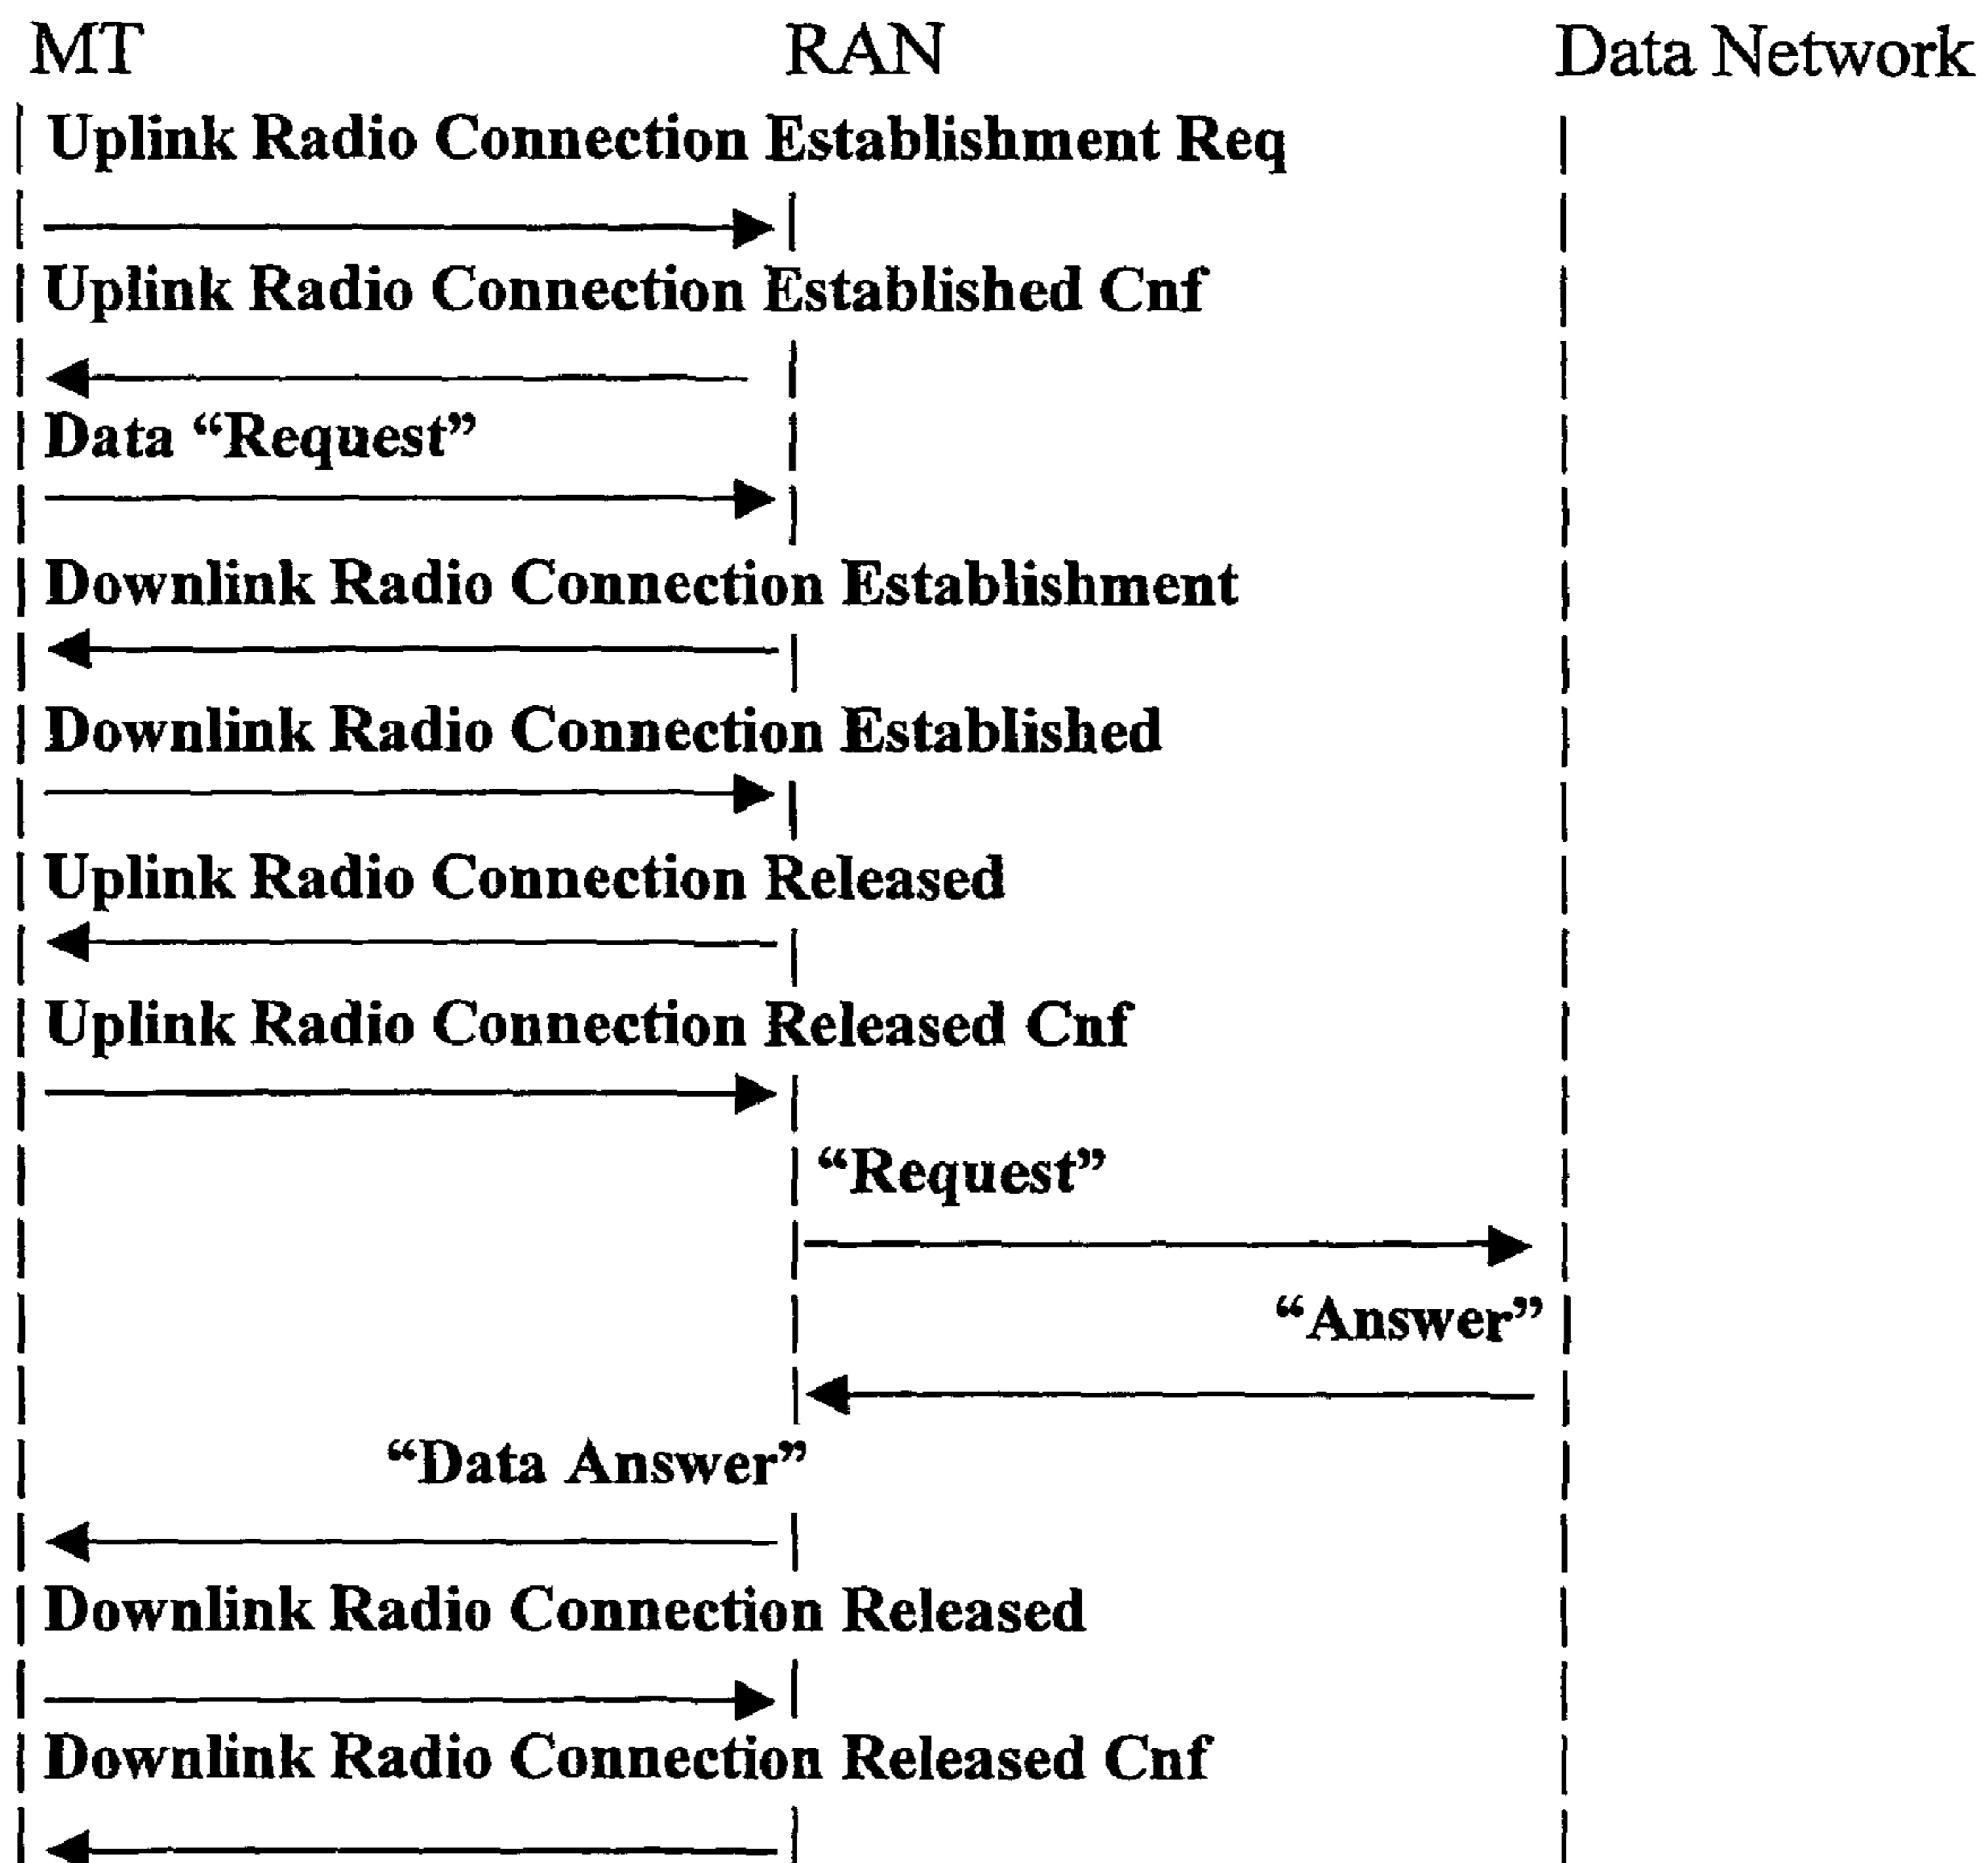 MT RAN Data Network
Uplink Radio Connection Establishment Req
Uplink Radio Connection Established Cnf
Data “Request”
Downlink Radio Connection Establishment
Downlink Radio Connection Established
Uplink Radio Connection Released
Uplink Radio Connection Released Cnf
“Request”
“Answer”
“Data Answer”
Downlink Radio Connection Released
Downlink Radio Connection Released Cnf